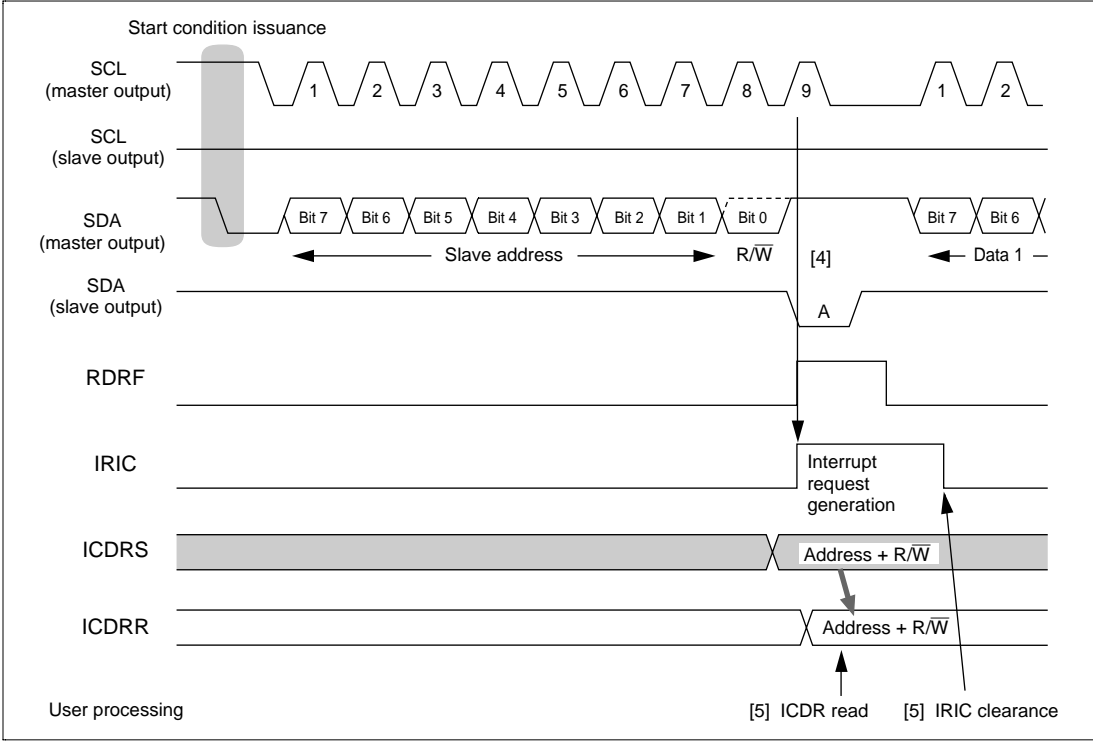 Start condition issuance
SCL
(master output)
1 2 3 4 5 6 7 8 9 1 2
SCL
(slave output)
SDA
(master output)
Bit 7 Bit 6 Bit 5 Bit 4 Bit 3 Bit 2 Bit 1 Bit 0 Bit 7 Bit 6
Slave address R/W̅ [4] Data 1
SDA
(slave output)
A
RDRF
IRIC
Interrupt
request
generation
ICDRS
Address + R/W̅
ICDRR
Address + R/W̅
User processing
[5] ICDR read
[5] IRIC clearance